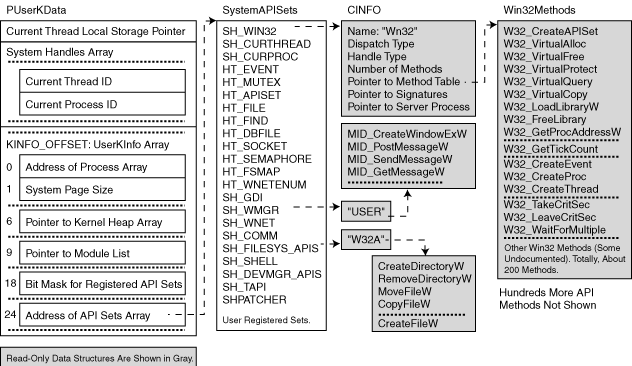 PUserKData
Current Thread Local Storage Pointer
System Handles Array
Current Thread ID
Current Process ID
KINFO_OFFSET: UserKInfo Array
0 Address of Process Array
1 System Page Size
6 Pointer to Kernel Heap Array
9 Pointer to Module List
18 Bit Mask for Registered API Sets
24 Address of API Sets Array
Read-Only Data Structures Are Shown in Gray.
SystemAPISets
SH_WIN32
SH_CURTHREAD
SH_CURPROC
HT_EVENT
HT_MUTEX
HT_APISET
HT_FILE
HT_FIND
HT_DBFILE
HT_SOCKET
HT_SEMAPHORE
HT_FSMAP
HT_WNETENUM
SH_GDI
SH_WMGR
SH_WNET
SH_COMM
SH_FILESYS_APIS
SH_SHELL
SH_DEVMGR_APIS
SH_TAPI
SHPATCHER
User Registered Sets.
CINFO
Name: "Wn32"
Dispatch Type
Handle Type
Number of Methods
Pointer to Method Table
Pointer to Signatures
Pointer to Server Process
MID_CreateWindowExW
MID_PostMessageW
MID_SendMessageW
MID_GetMessageW
"USER"
"W32A"
CreateDirectoryW
RemoveDirectoryW
MoveFileW
CopyFileW
CreateFileW
Win32Methods
W32_CreateAPISet
W32_VirtualAlloc
W32_VirtualFree
W32_VirtualProtect
W32_VirtualQuery
W32_VirtualCopy
W32_LoadLibraryW
W32_FreeLibrary
W32_GetProcAddressW
W32_GetTickCount
W32_CreateEvent
W32_CreateProc
W32_CreateThread
W32_TakeCritSec
W32_LeaveCritSec
W32_WaitForMultiple
Other Win32 Methods (Some
Undocumented). Totally, About
200 Methods.
Hundreds More API
Methods Not Shown